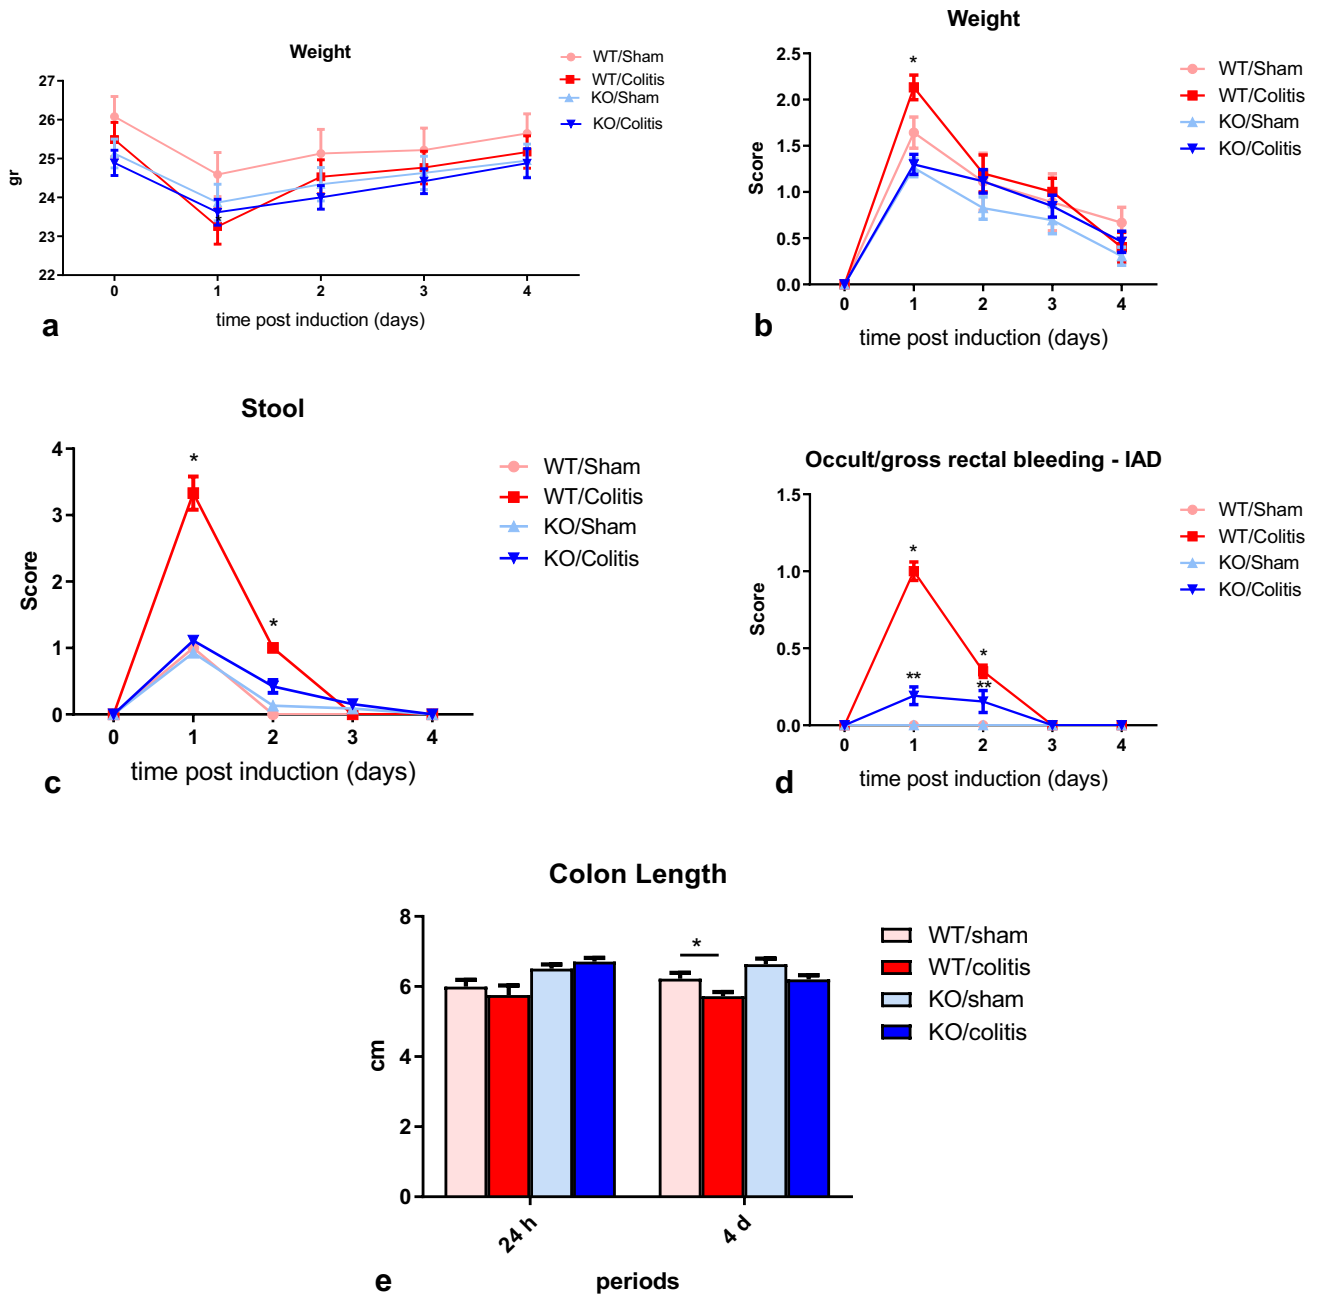 Weight
WT/Sham
WT/Colitis
KO/Sham
KO/Colitis
27
26
25
24
23
22
gr
0 1 2 3 4
time post induction (days)
a
Weight
*
WT/Sham
WT/Colitis
KO/Sham
KO/Colitis
2.5
2.0
1.5
1.0
0.5
0.0
Score
0 1 2 3 4
time post induction (days)
b
Stool
*
*
WT/Sham
WT/Colitis
KO/Sham
KO/Colitis
4
3
2
1
0
Score
0 1 2 3 4
time post induction (days)
c
Occult/gross rectal bleeding - IAD
*
*
**
**
WT/Sham
WT/Colitis
KO/Sham
KO/Colitis
1.5
1.0
0.5
0.0
Score
0 1 2 3 4
time post induction (days)
d
Colon Length
*
WT/sham
WT/colitis
KO/sham
KO/colitis
8
6
4
2
0
cm
24 h
4 d
periods
e